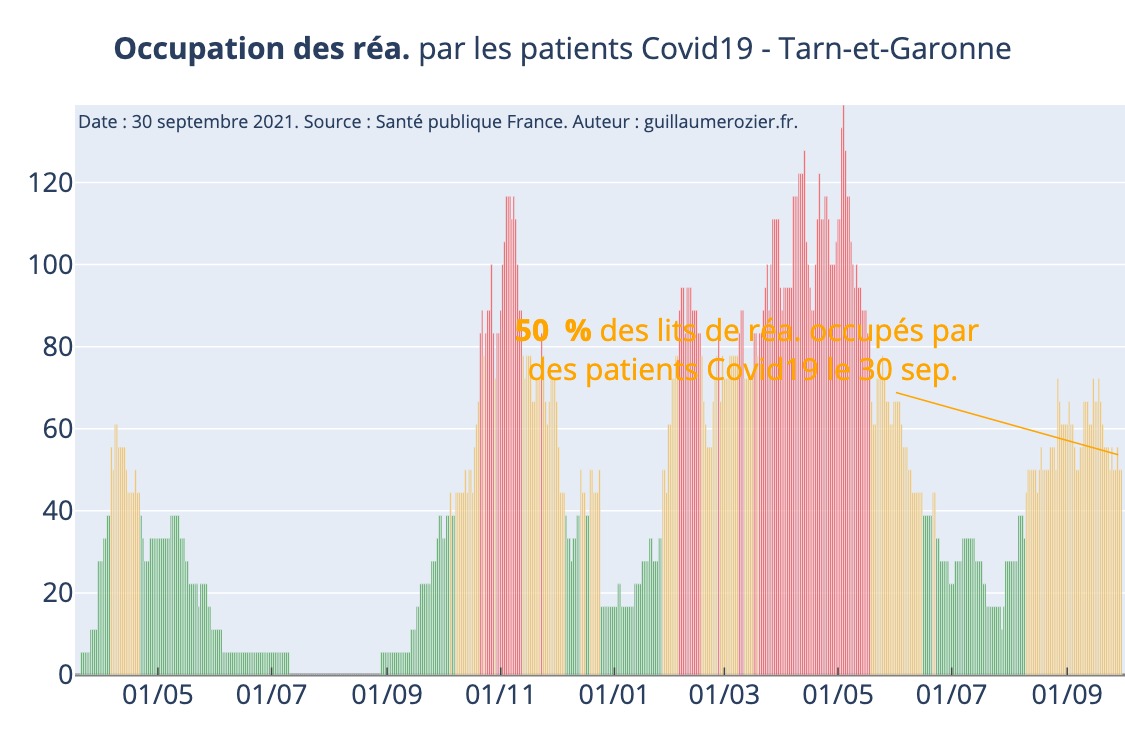 Occupation des réa. par les patients Covid19 - Tarn-et-Garonne
Date : 30 septembre 2021. Source : Santé publique France. Auteur : guillaumerozier.fr.
120
100
80
60
40
20
0
50 % des lits de réa. occupés par
des patients Covid19 le 30 sep.
01/05 01/07 01/09 01/11 01/01 01/03 01/05 01/07 01/09